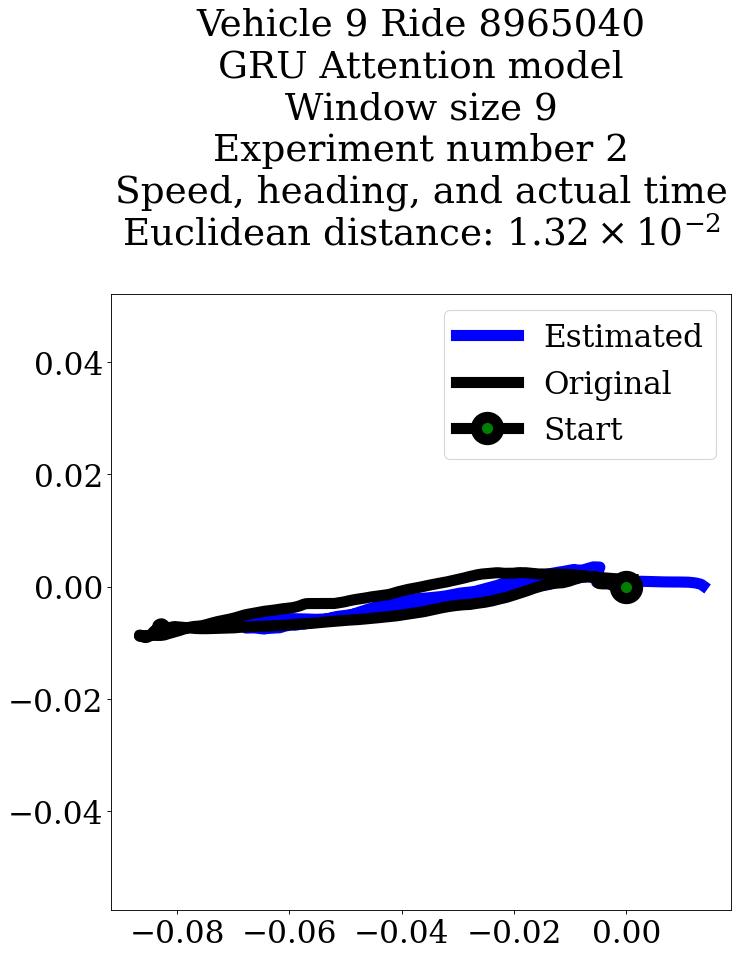 Vehicle 9 Ride 8965040
GRU Attention model
Window size 9
Experiment number 2
Speed, heading, and actual time
Euclidean distance: 1.32 × 10⁻²
Estimated
Original
Start
0.04
0.02
0.00
−0.02
−0.04
−0.08 −0.06 −0.04 −0.02 0.00